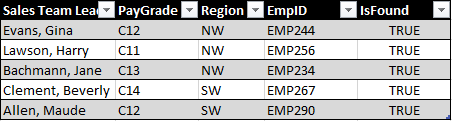 Sales Team Lead PayGrade Region EmpID IsFound
Evans, Gina C12 NW EMP244 TRUE
Lawson, Harry C11 NW EMP256 TRUE
Bachmann, Jane C13 NW EMP234 TRUE
Clement, Beverly C14 SW EMP267 TRUE
Allen, Maude C12 SW EMP290 TRUE